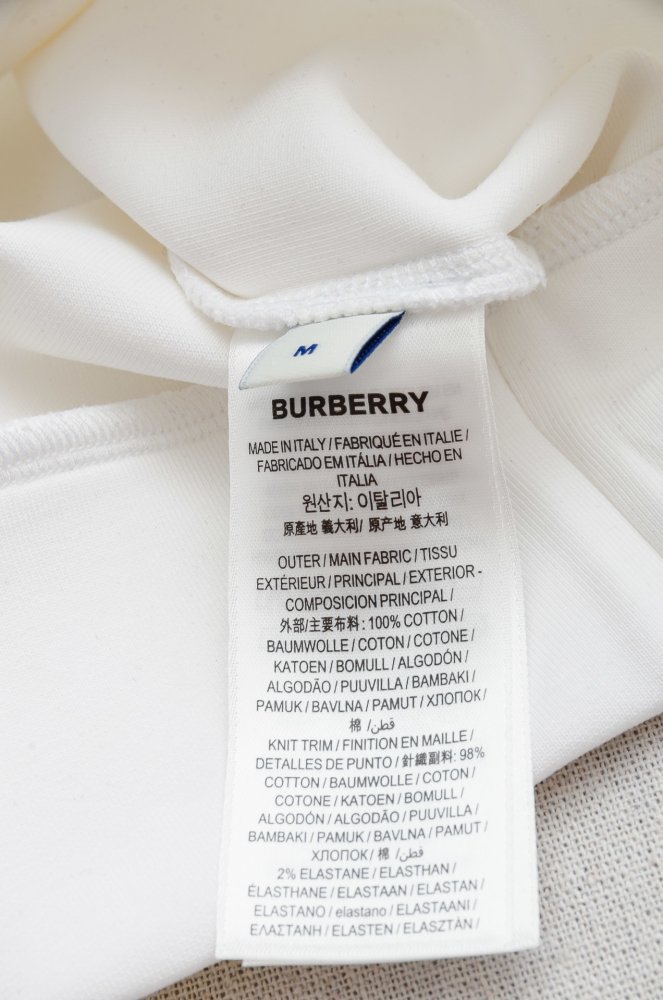 M
BURBERRY
MADE IN ITALY / FABRIQUÉ EN ITALIE /
FABRICADO EM ITÁLIA / HECHO EN
ITALIA
원산지: 이탈리아
原產地 義大利/ 原产地 意大利
OUTER / MAIN FABRIC / TISSU
EXTÉRIEUR / PRINCIPAL / EXTERIOR -
COMPOSICION PRINCIPAL /
外部/主要布料: 100% COTTON /
BAUMWOLLE / COTON / COTONE /
KATOEN / BOMULL / ALGODÓN /
ALGODÃO / PUUVILLA / BAMBAKI /
PAMUK / BAVLNA / PAMUT / ХЛОПОК /
棉 /قطن
KNIT TRIM / FINITION EN MAILLE /
DETALLES DE PUNTO / 針織副料: 98%
COTTON / BAUMWOLLE / COTON /
COTONE / KATOEN / BOMULL /
ALGODÓN / ALGODÃO / PUUVILLA /
BAMBAKI / PAMUK / BAVLNA / PAMUT /
ХЛОПОК / 棉 /قطن
2% ELASTANE / ELASTHAN /
ÉLASTHANE / ELASTAAN / ELASTAN /
ELASTANO / elastano / ELASTAANI /
ΕΛΑΣΤΑΝΗ / ELASTEN / ELASZTÁN /